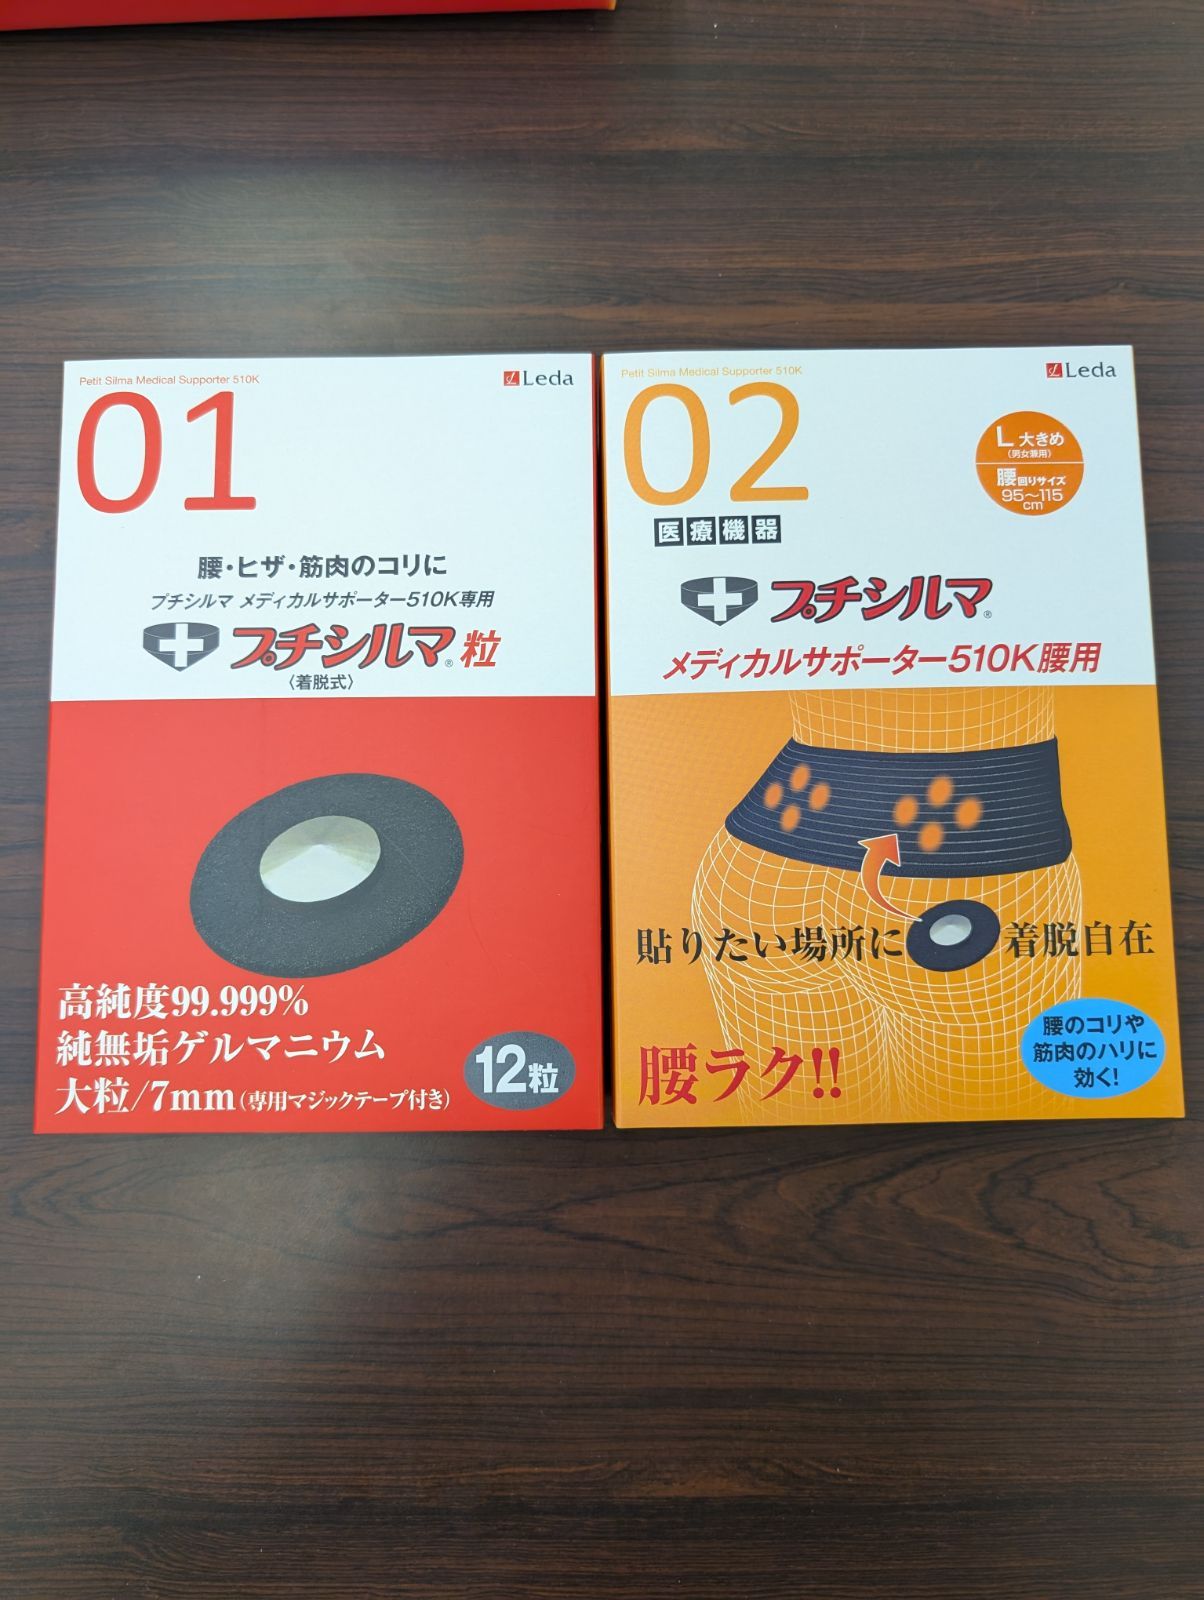 Petit Silma Medical Supporter 510K
Leda
01
腰・ヒザ・筋肉のコリに
プチシルマ メディカルサポーター510K専用
プチシルマ®粒
〈着脱式〉
高純度99.999%
純無垢ゲルマニウム
大粒/7mm(専用マジックテープ付き)
12粒
Petit Silma Medical Supporter 510K
Leda
02
L 大きめ
(男女兼用)
腰回りサイズ
95~115
cm
医療機器
プチシルマ®
メディカルサポーター510K腰用
貼りたい場所に 着脱自在
腰ラク!!
腰のコリや
筋肉のハリに
効く!